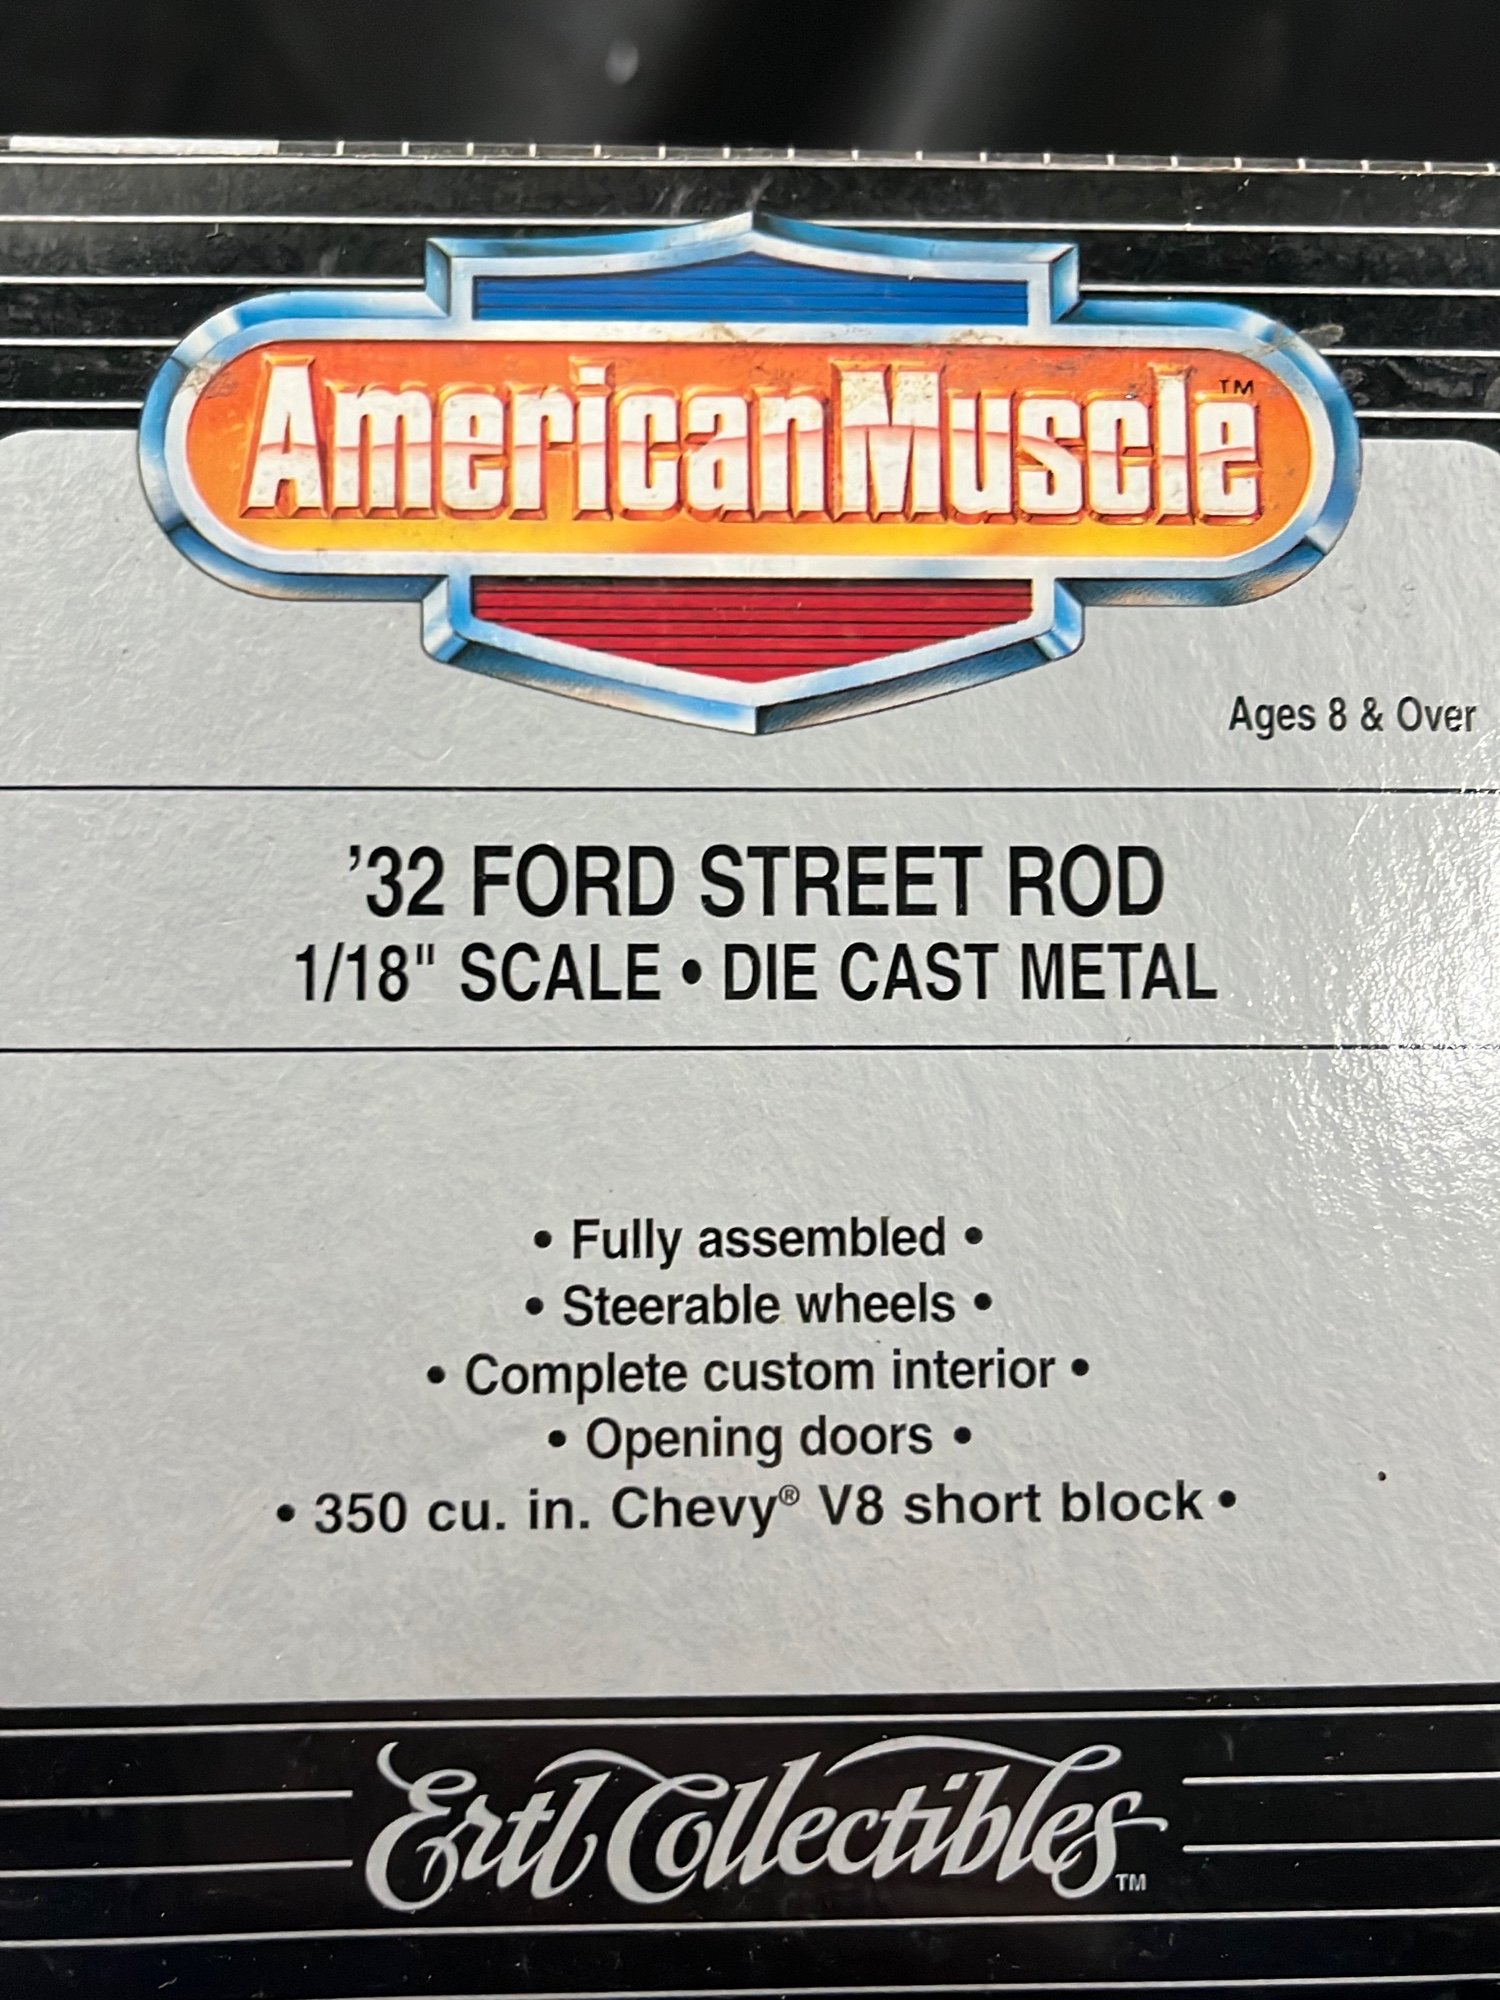 AmericanMuscle™
Ages 8 & Over
’32 FORD STREET ROD
1/18" SCALE • DIE CAST METAL
• Fully assembled •
• Steerable wheels •
• Complete custom interior •
• Opening doors •
• 350 cu. in. Chevy® V8 short block •
Ertl Collectibles™